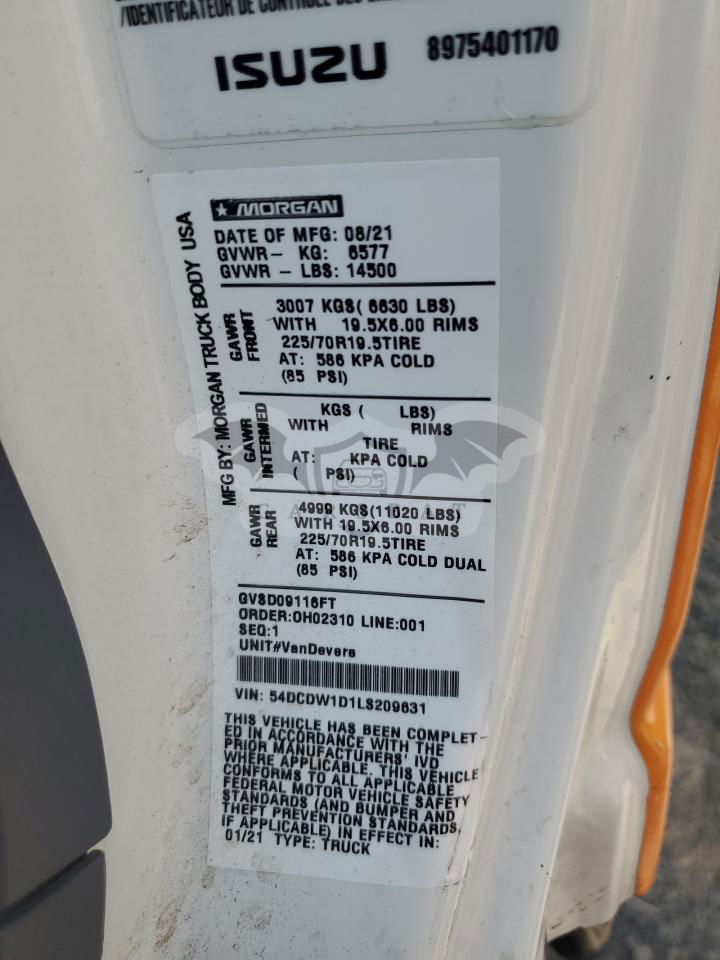 /IDENTIFICATEUR DE CONTRÔLE DES
ISUZU 8975401170
MORGAN
MFG BY: MORGAN TRUCK BODY USA
DATE OF MFG: 08/21
GVWR- KG: 6577
GVWR - LBS: 14500
GAWR FRONT
3007 KGS( 6630 LBS)
WITH 19.5X6.00 RIMS
225/70R19.5TIRE
AT: 586 KPA COLD
(85 PSI)
GAWR INTERMED
KGS ( LBS)
WITH RIMS
TIRE
AT: KPA COLD
( PSI)
GAWR REAR
4999 KGS(11020 LBS)
WITH 19.5X6.00 RIMS
225/70R19.5TIRE
AT: 586 KPA COLD DUAL
(85 PSI)
GVSD09116FT
ORDER:OH02310 LINE:001
SEQ:1
UNIT#VanDevere
VIN: 54DCDW1D1LS209631
THIS VEHICLE HAS BEEN COMPLET-
ED IN ACCORDANCE WITH THE
PRIOR MANUFACTURERS' IVD
WHERE APPLICABLE. THIS VEHICLE
CONFORMS TO ALL APPLICABLE
FEDERAL MOTOR VEHICLE SAFETY
STANDARDS (AND BUMPER AND
THEFT PREVENTION STANDARDS,
IF APPLICABLE) IN EFFECT IN:
01/21 TYPE: TRUCK